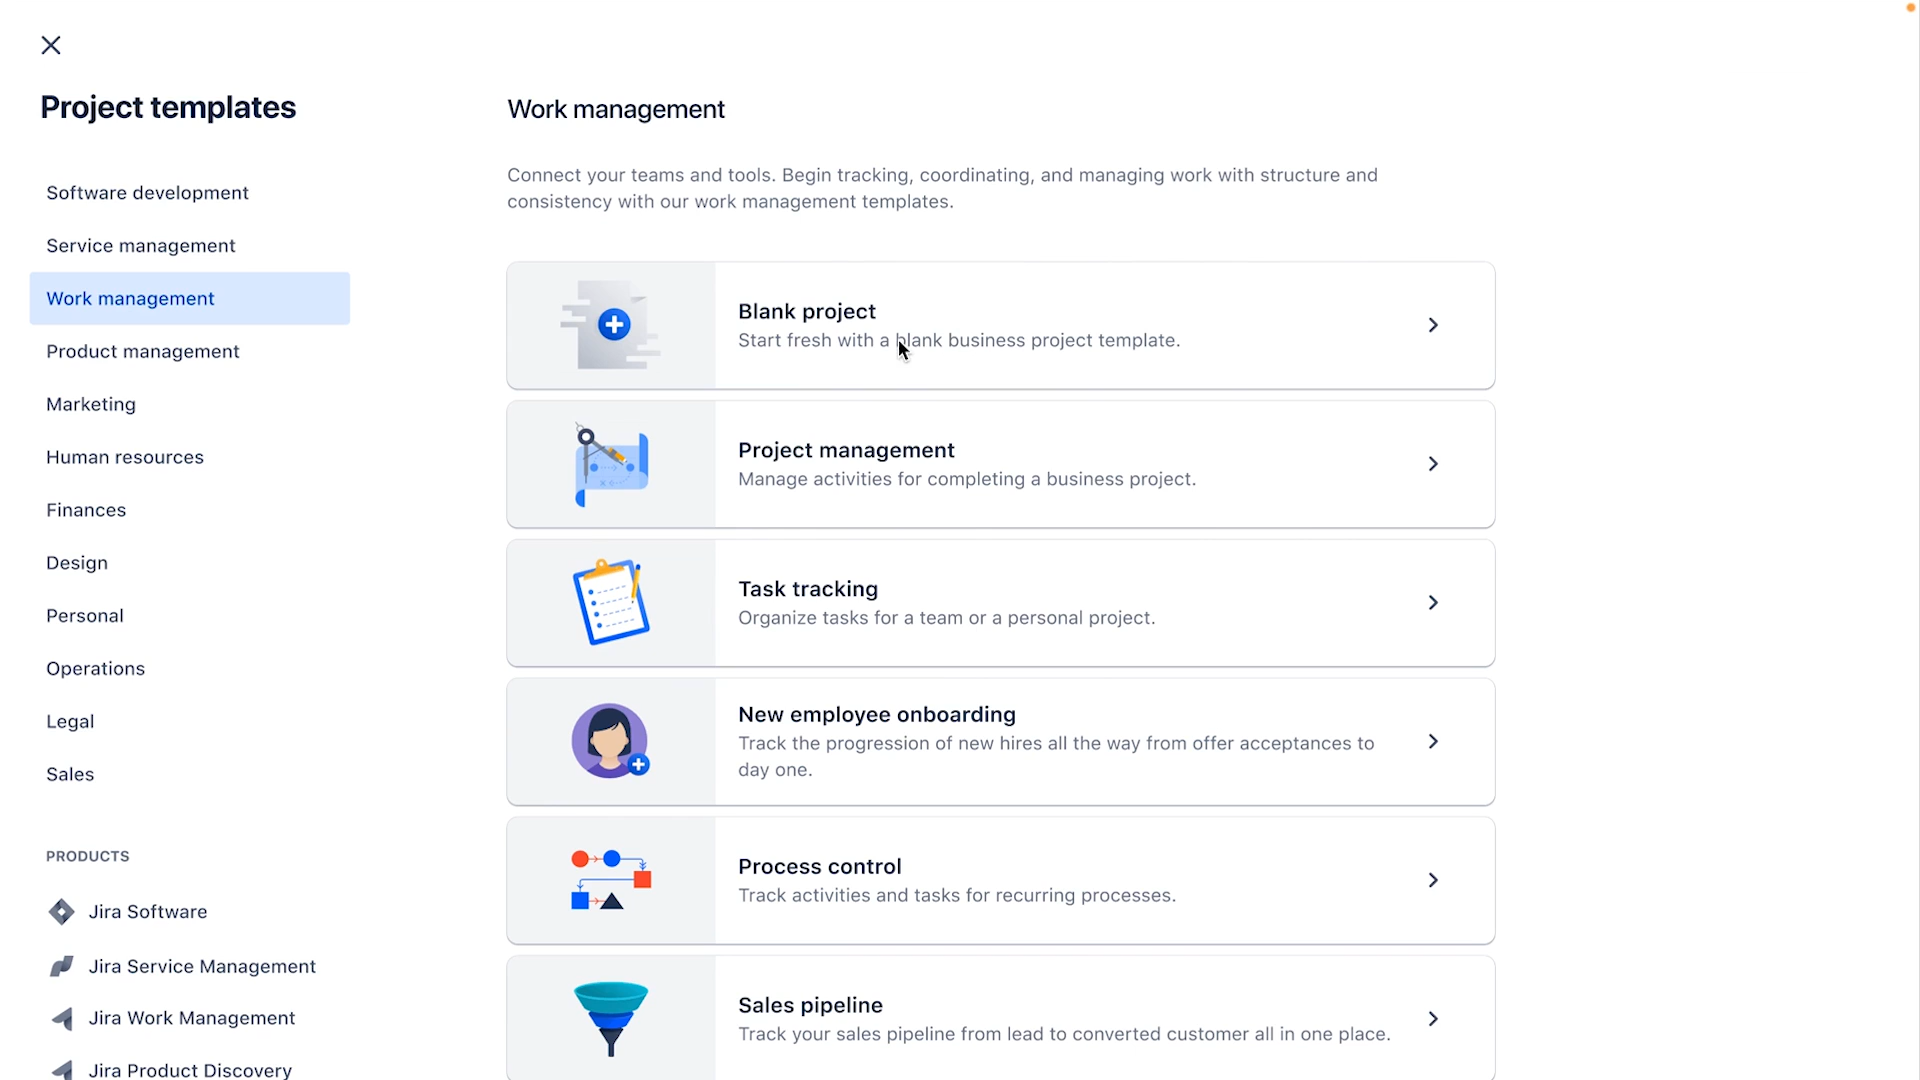 Project templates
Software development
Service management
Work management
Product management
Marketing
Human resources
Finances
Design
Personal
Operations
Legal
Sales
PRODUCTS
Jira Software
Jira Service Management
Jira Work Management
Jira Product Discovery
Work management
Connect your teams and tools. Begin tracking, coordinating, and managing work with structure and
consistency with our work management templates.
Blank project
Start fresh with a blank business project template.
Project management
Manage activities for completing a business project.
Task tracking
Organize tasks for a team or a personal project.
New employee onboarding
Track the progression of new hires all the way from offer acceptances to
day one.
Process control
Track activities and tasks for recurring processes.
Sales pipeline
Track your sales pipeline from lead to converted customer all in one place.